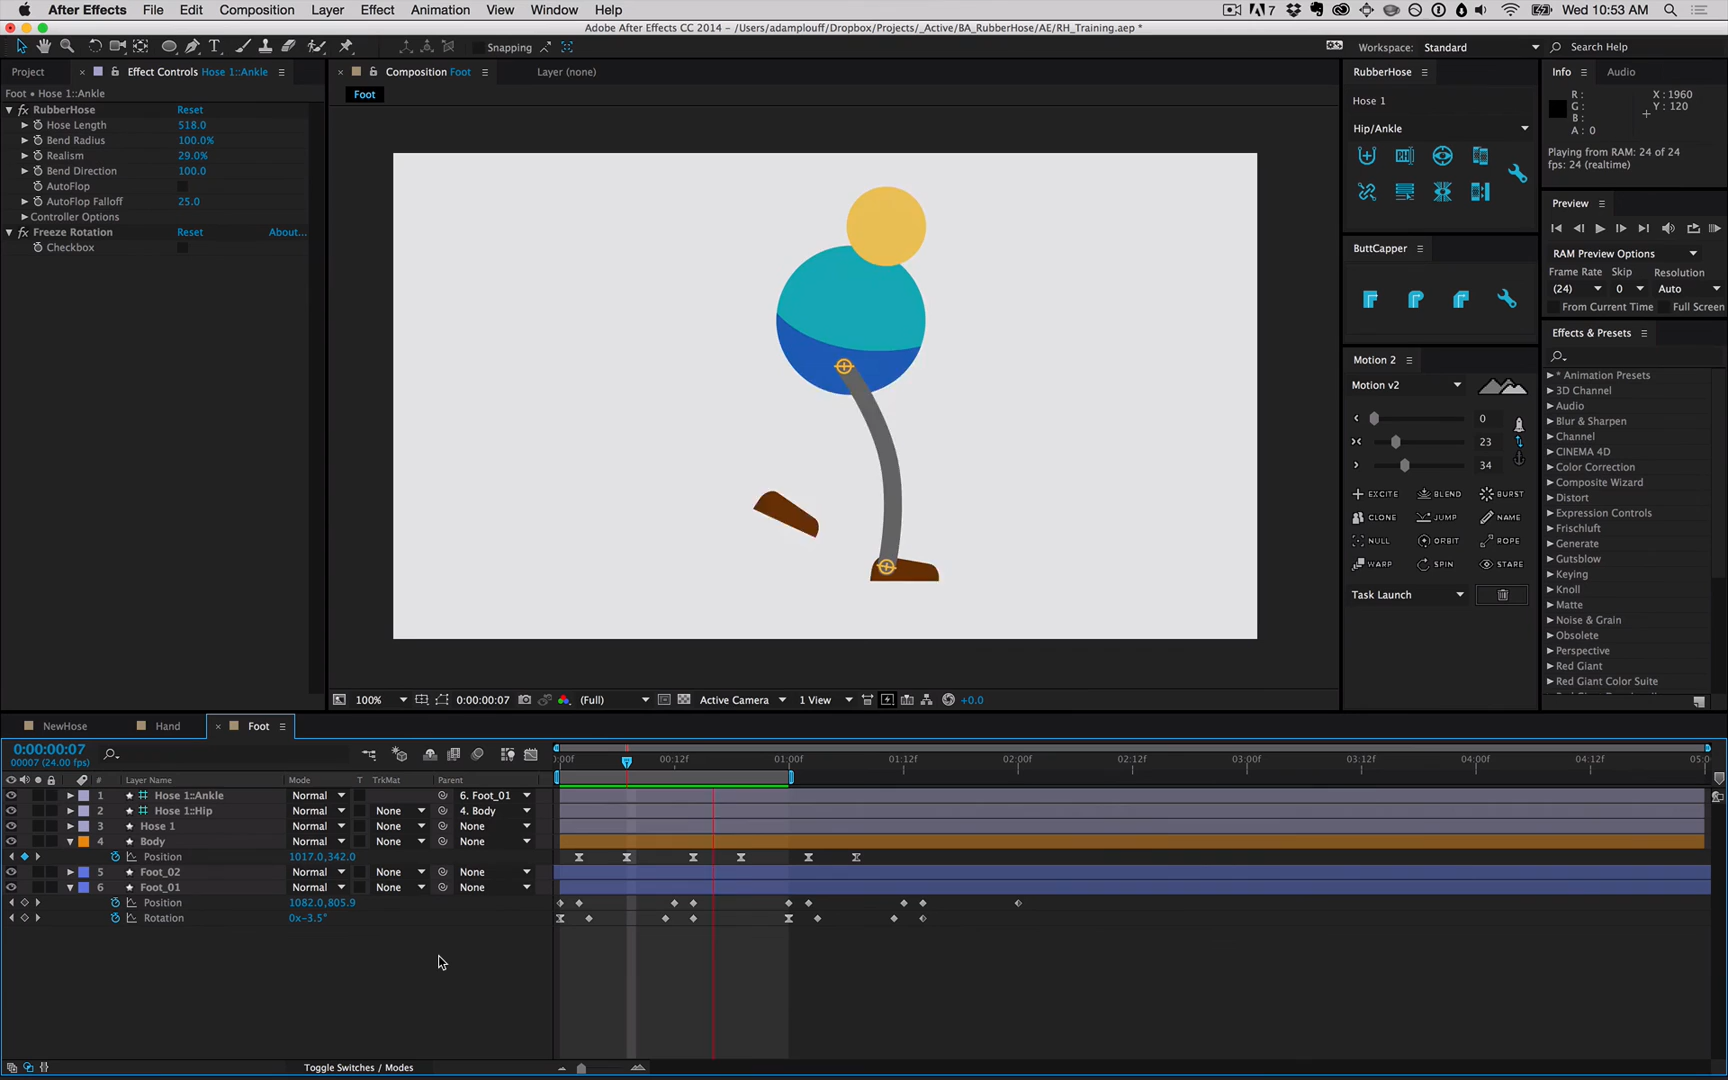 After Effects File Edit Composition Layer Effect Animation View Window Help 7 Wed 10:53 AM
Adobe After Effects CC 2014 - /Users/adamplouff/Dropbox/Projects/_Active/BA_RubberHose/AE/RH_Training.aep *
Snapping Workspace: Standard Search Help
Project Effect Controls Hose 1::Ankle
Composition Foot Layer (none)
RubberHose Info Audio
Foot • Hose 1::Ankle
Foot
Hose 1
R :
G :
B :
A : 0
X : 1960
Y : 120
fx RubberHose Reset
Hose Length 518.0
Bend Radius 100.0%
Realism 29.0%
Bend Direction 100.0
AutoFlop
AutoFlop Falloff 25.0
Controller Options
fx Freeze Rotation Reset About...
Checkbox
Hip/Ankle
Playing from RAM: 24 of 24
fps: 24 (realtime)
Preview
ButtCapper
RAM Preview Options
Frame Rate Skip Resolution
(24) 0 Auto
From Current Time Full Screen
Motion 2
Motion v2
0
23
34
EXCITE BLEND BURST
CLONE JUMP NAME
NULL ORBIT ROPE
WARP SPIN STARE
Task Launch
Effects & Presets
* Animation Presets
3D Channel
Audio
Blur & Sharpen
Channel
CINEMA 4D
Color Correction
Composite Wizard
Distort
Expression Controls
Frischluft
Generate
Gutsblow
Keying
Knoll
Matte
Noise & Grain
Obsolete
Perspective
Red Giant
Red Giant Color Suite
100% 0:00:00:07 (Full) Active Camera 1 View +0.0
NewHose Hand Foot
0:00:00:07
00007 (24.00 fps)
:00f 00:12f 01:00f 01:12f 02:00f 02:12f 03:00f 03:12f 04:00f 04:12f 05:0
# Layer Name Mode T TrkMat Parent
1 Hose 1::Ankle Normal 6. Foot_01
2 Hose 1::Hip Normal None 4. Body
3 Hose 1 Normal None None
4 Body Normal None None
Position 1017.0,342.0
5 Foot_02 Normal None None
6 Foot_01 Normal None None
Position 1082.0,805.9
Rotation 0x-3.5°
Toggle Switches / Modes